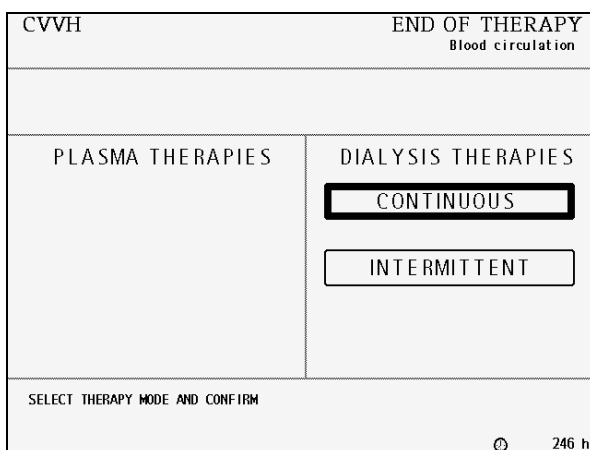 CVVH
END OF THERAPY
Blood circulation
PLASMA THERAPIES
DIALYSIS THERAPIES
CONTINUOUS
INTERMITTENT
SELECT THERAPY MODE AND CONFIRM
246 h